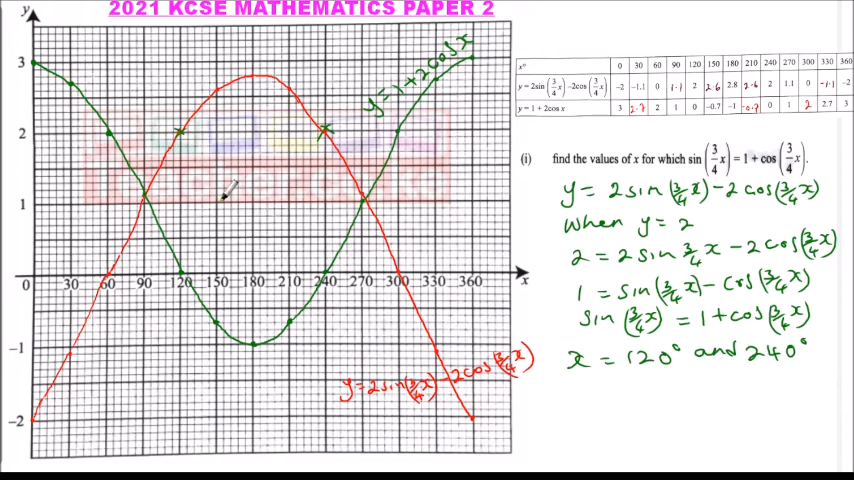 2021 KCSE MATHEMATICS PAPER 2
y
3
2
1
0 30 60 90 120 150 180 210 240 270 300 330 360 x
−1
−2
y=1+2cosx
y=2sin(3/4 x)−2cos(3/4 x)
x° 0 30 60 90 120 150 180 210 240 270 300 330 360
y = 2sin(3/4 x) −2cos(3/4 x) −2 −1.1 0 1.1 2 2.6 2.8 2.6 2 1.1 0 -1.1 −2
y = 1 + 2cosx 3 2.7 2 1 0 −0.7 −1 -0.7 0 1 2 2.7 3
(i) find the values of x for which sin(3/4 x) = 1 + cos(3/4 x).
y = 2sin(3/4 x) − 2cos(3/4 x)
when y = 2
2 = 2sin 3/4 x − 2cos(3/4 x)
1 = sin(3/4 x) − cos(3/4 x)
sin(3/4 x) = 1 + cos(3/4 x)
x = 120° and 240°